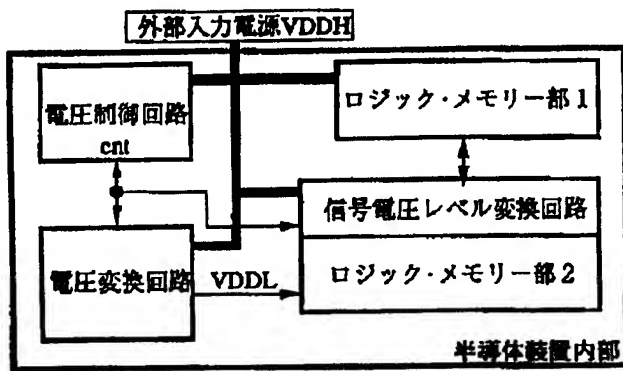 外部入力電源VDDH
電圧制御回路
cnt
ロジック・メモリー部1
信号電圧レベル変換回路
電圧変換回路
VDDL
ロジック・メモリー部2
半導体装置内部